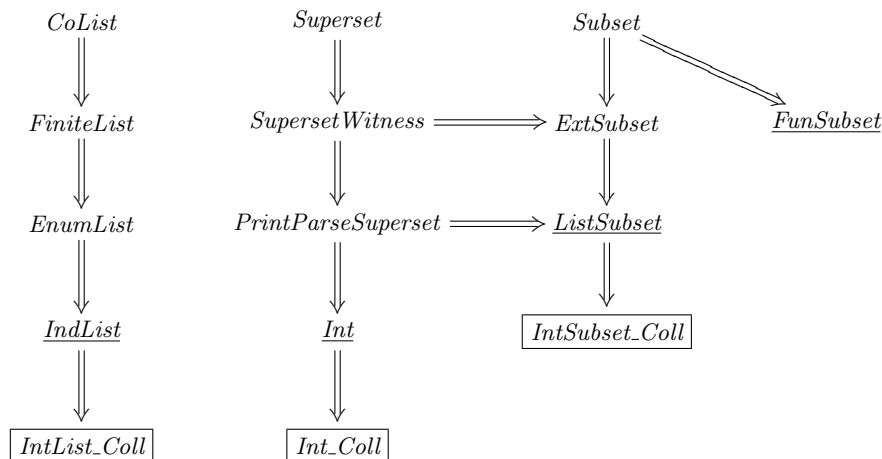 CoList Superset Subset
FiniteList SupersetWitness ExtSubset FunSubset
EnumList PrintParseSuperset ListSubset
IndList Int IntSubset_Coll
IntList_Coll Int_Coll